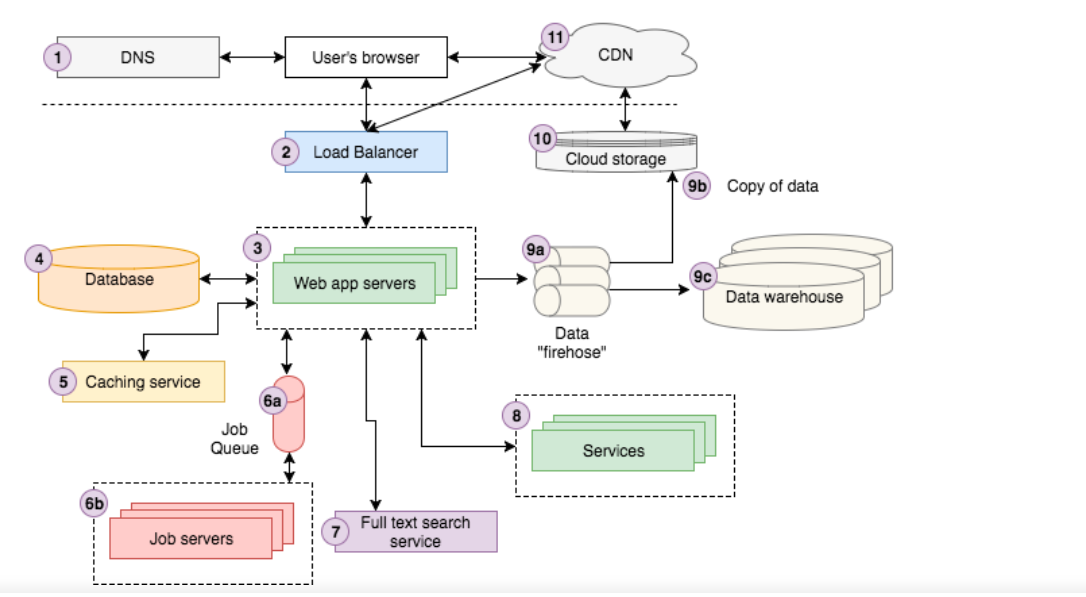 1
DNS
User's browser
11
CDN
2
Load Balancer
10
Cloud storage
9b
Copy of data
3
Web app servers
4
Database
9a
Data
"firehose"
9c
Data warehouse
5
Caching service
6a
Job
Queue
8
Services
6b
Job servers
7
Full text search
service